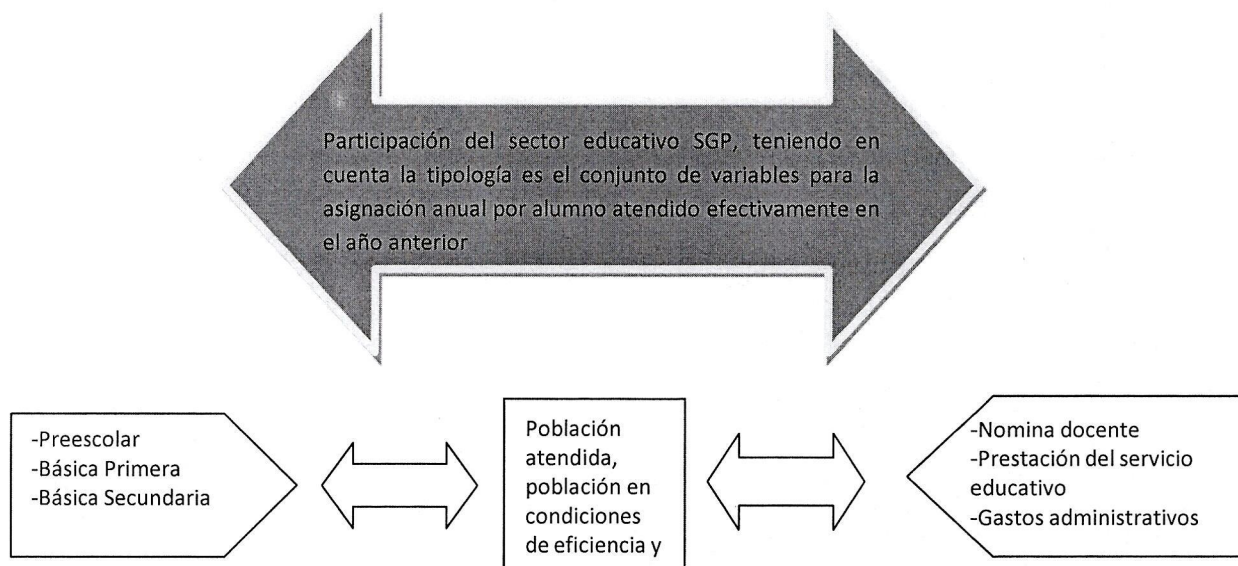 Participación del sector educativo SGP, teniendo en
cuenta la tipología es el conjunto de variables para la
asignación anual por alumno atendido efectivamente en
el año anterior
-Preescolar
-Básica Primera
-Básica Secundaria
Población
atendida,
población en
condiciones
de eficiencia y
-Nomina docente
-Prestación del servicio
educativo
-Gastos administrativos